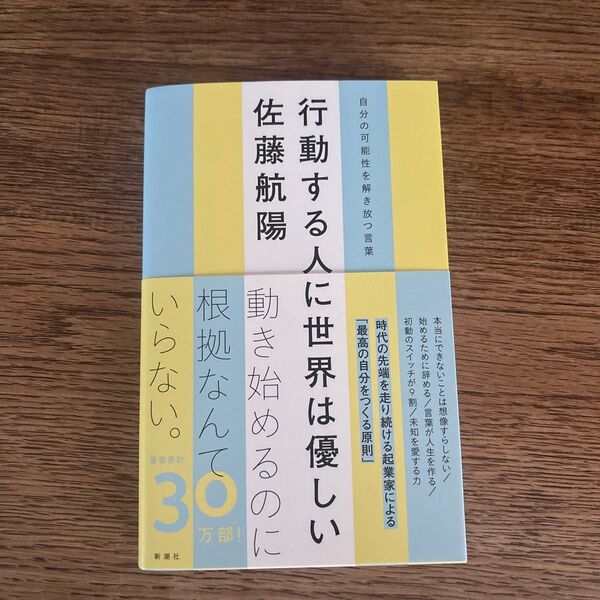 自分の可能性を解き放つ言葉
行動する人に世界は優しい
佐藤航陽
本当にできないことは想像すらしない/
始めるために辞める/言葉が人生を作る/
初動のスイッチが9割/未知を愛する力
時代の先端を走り続ける起業家による
「最高の自分をつくる原則」
動き始めるのに
根拠なんて
いらない。
著書累計
30
万部!
新潮社